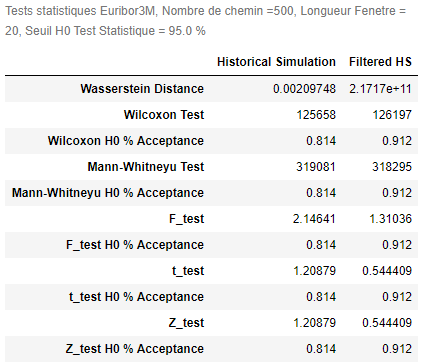 Tests statistiques Euribor3M, Nombre de chemin =500, Longueur Fenetre =
20, Seuil H0 Test Statistique = 95.0 %
Historical Simulation Filtered HS
Wasserstein Distance 0.00209748 2.1717e+11
Wilcoxon Test 125658 126197
Wilcoxon H0 % Acceptance 0.814 0.912
Mann-Whitneyu Test 319081 318295
Mann-Whitneyu H0 % Acceptance 0.814 0.912
F_test 2.14641 1.31036
F_test H0 % Acceptance 0.814 0.912
t_test 1.20879 0.544409
t_test H0 % Acceptance 0.814 0.912
Z_test 1.20879 0.544409
Z_test H0 % Acceptance 0.814 0.912